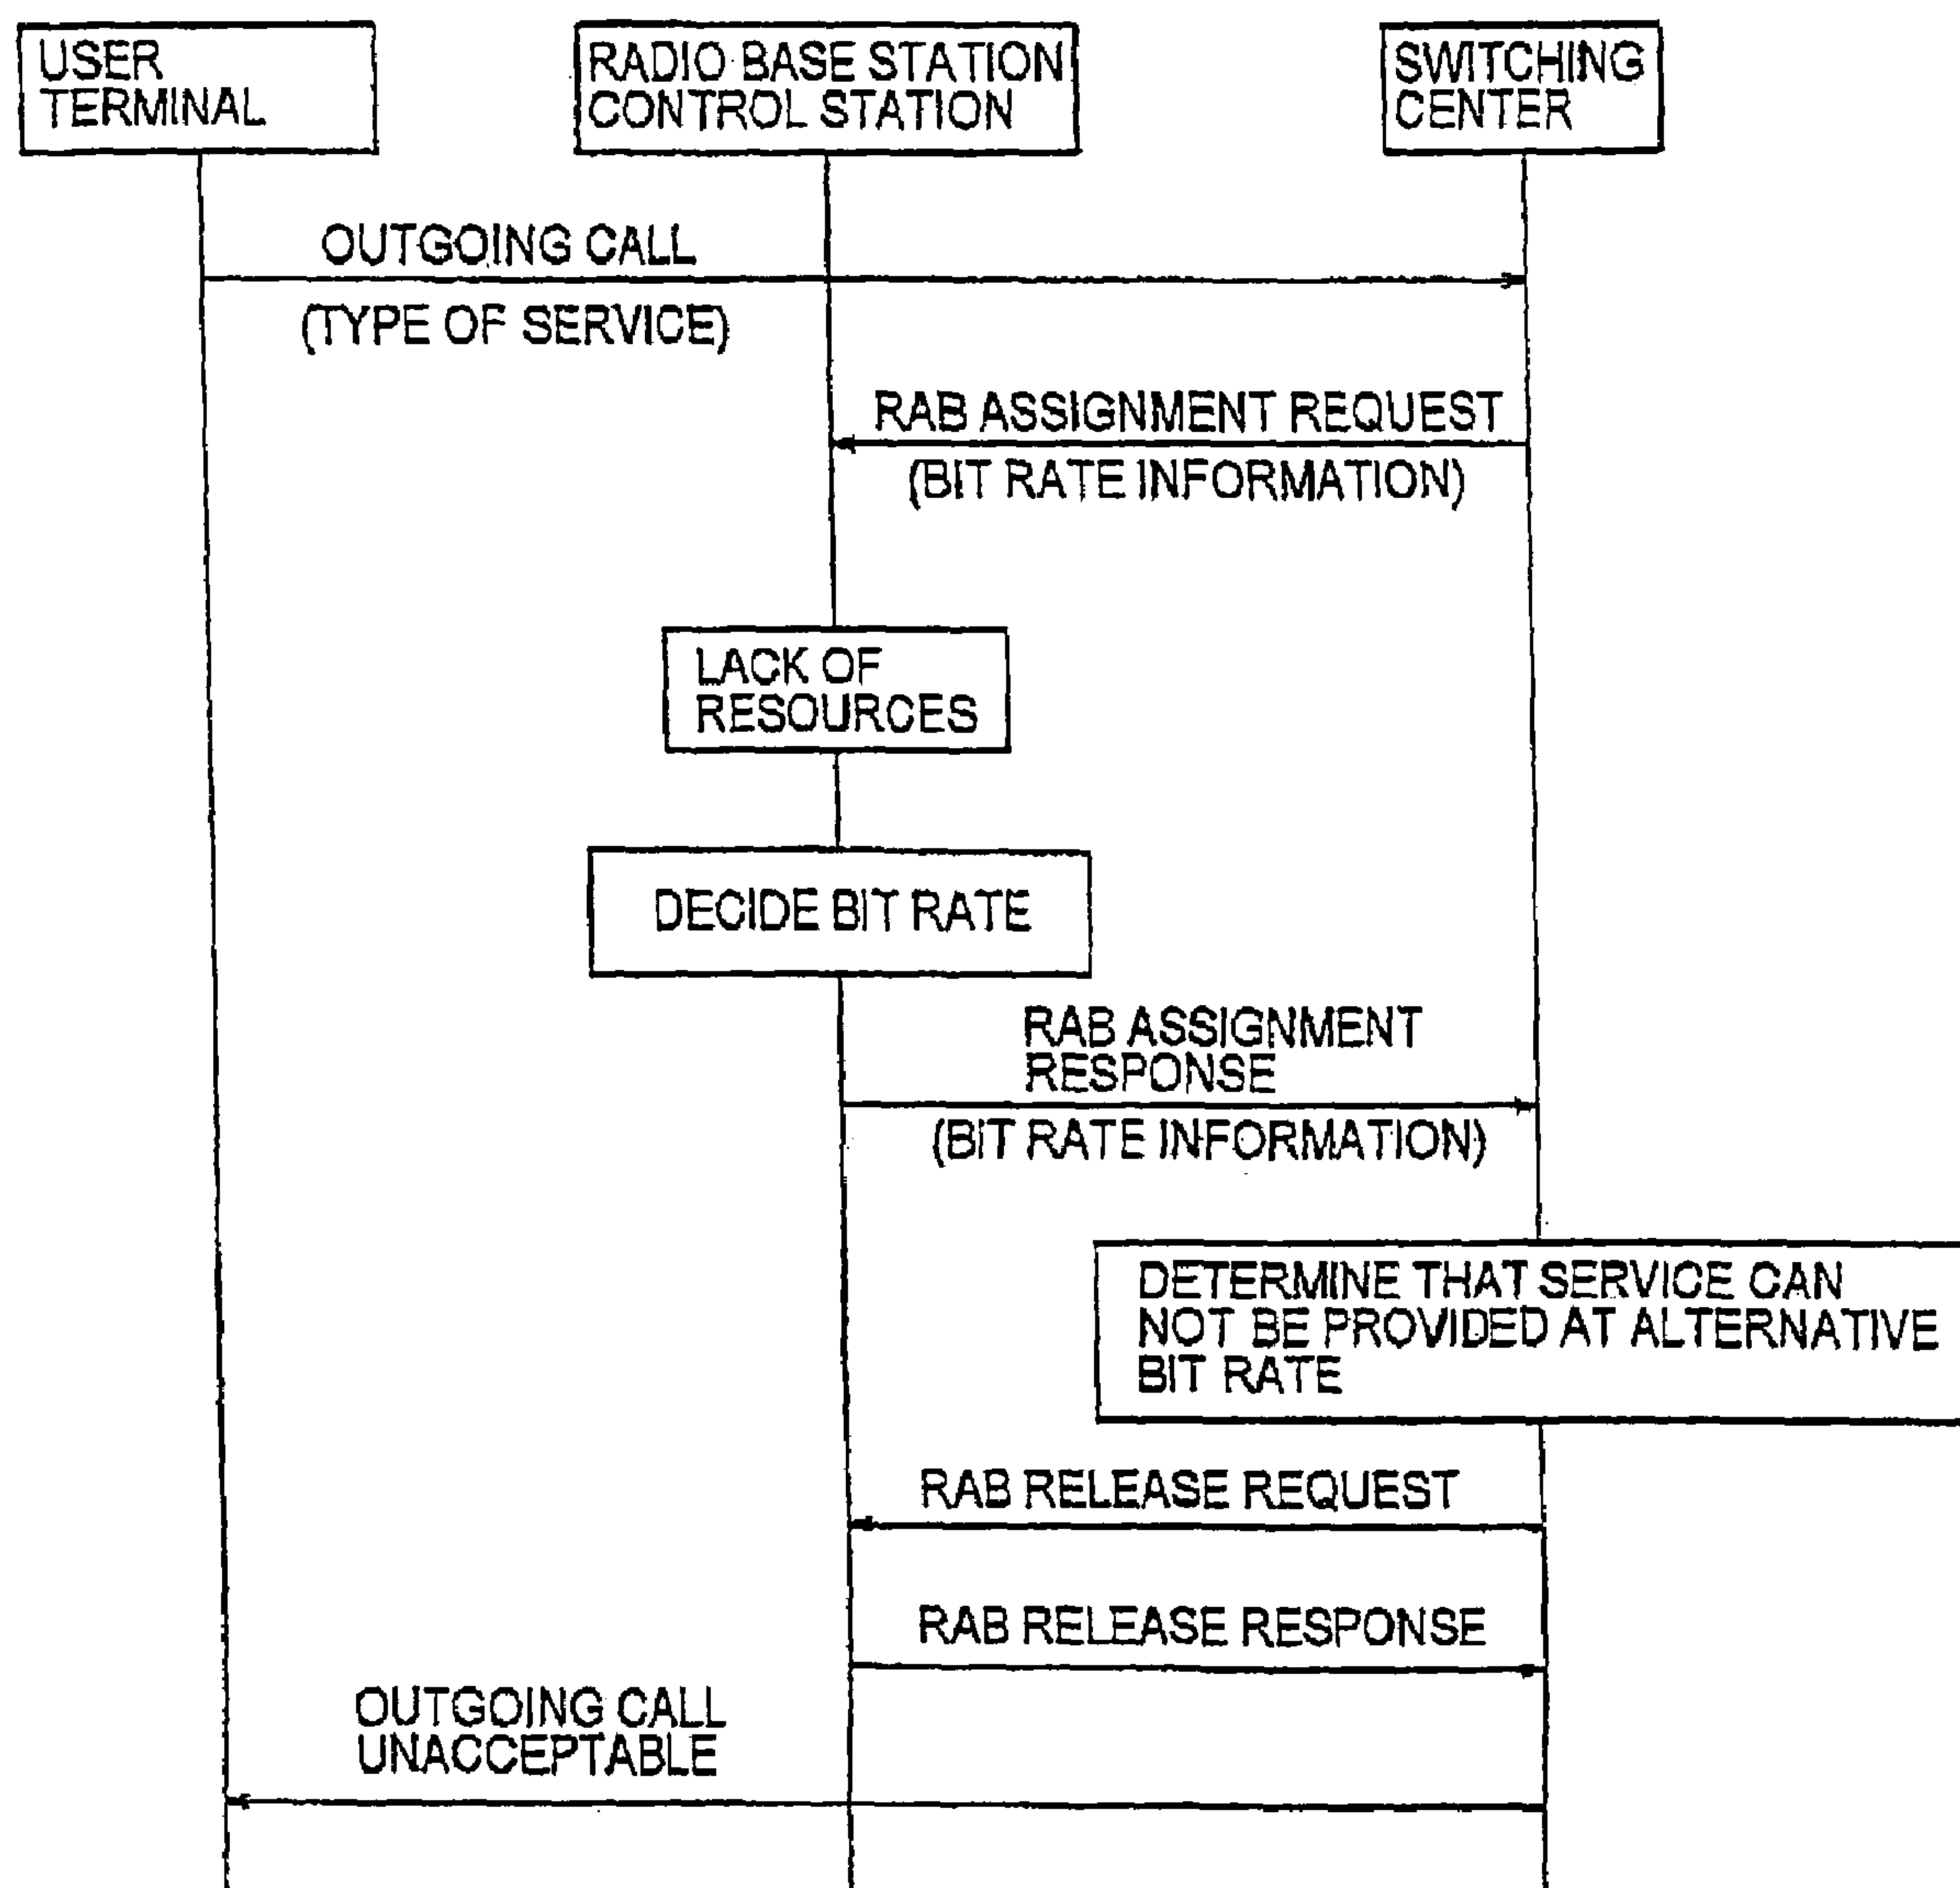 USER
TERMINAL
RADIO BASE STATION
CONTROL STATION
SWITCHING
CENTER
OUTGOING CALL
(TYPE OF SERVICE)
RAB ASSIGNMENT REQUEST
(BIT RATE INFORMATION)
LACK OF
RESOURCES
DECIDE BIT RATE
RAB ASSIGNMENT
RESPONSE
(BIT RATE INFORMATION)
DETERMINE THAT SERVICE CAN
NOT BE PROVIDED AT ALTERNATIVE
BIT RATE
RAB RELEASE REQUEST
RAB RELEASE RESPONSE
OUTGOING CALL
UNACCEPTABLE